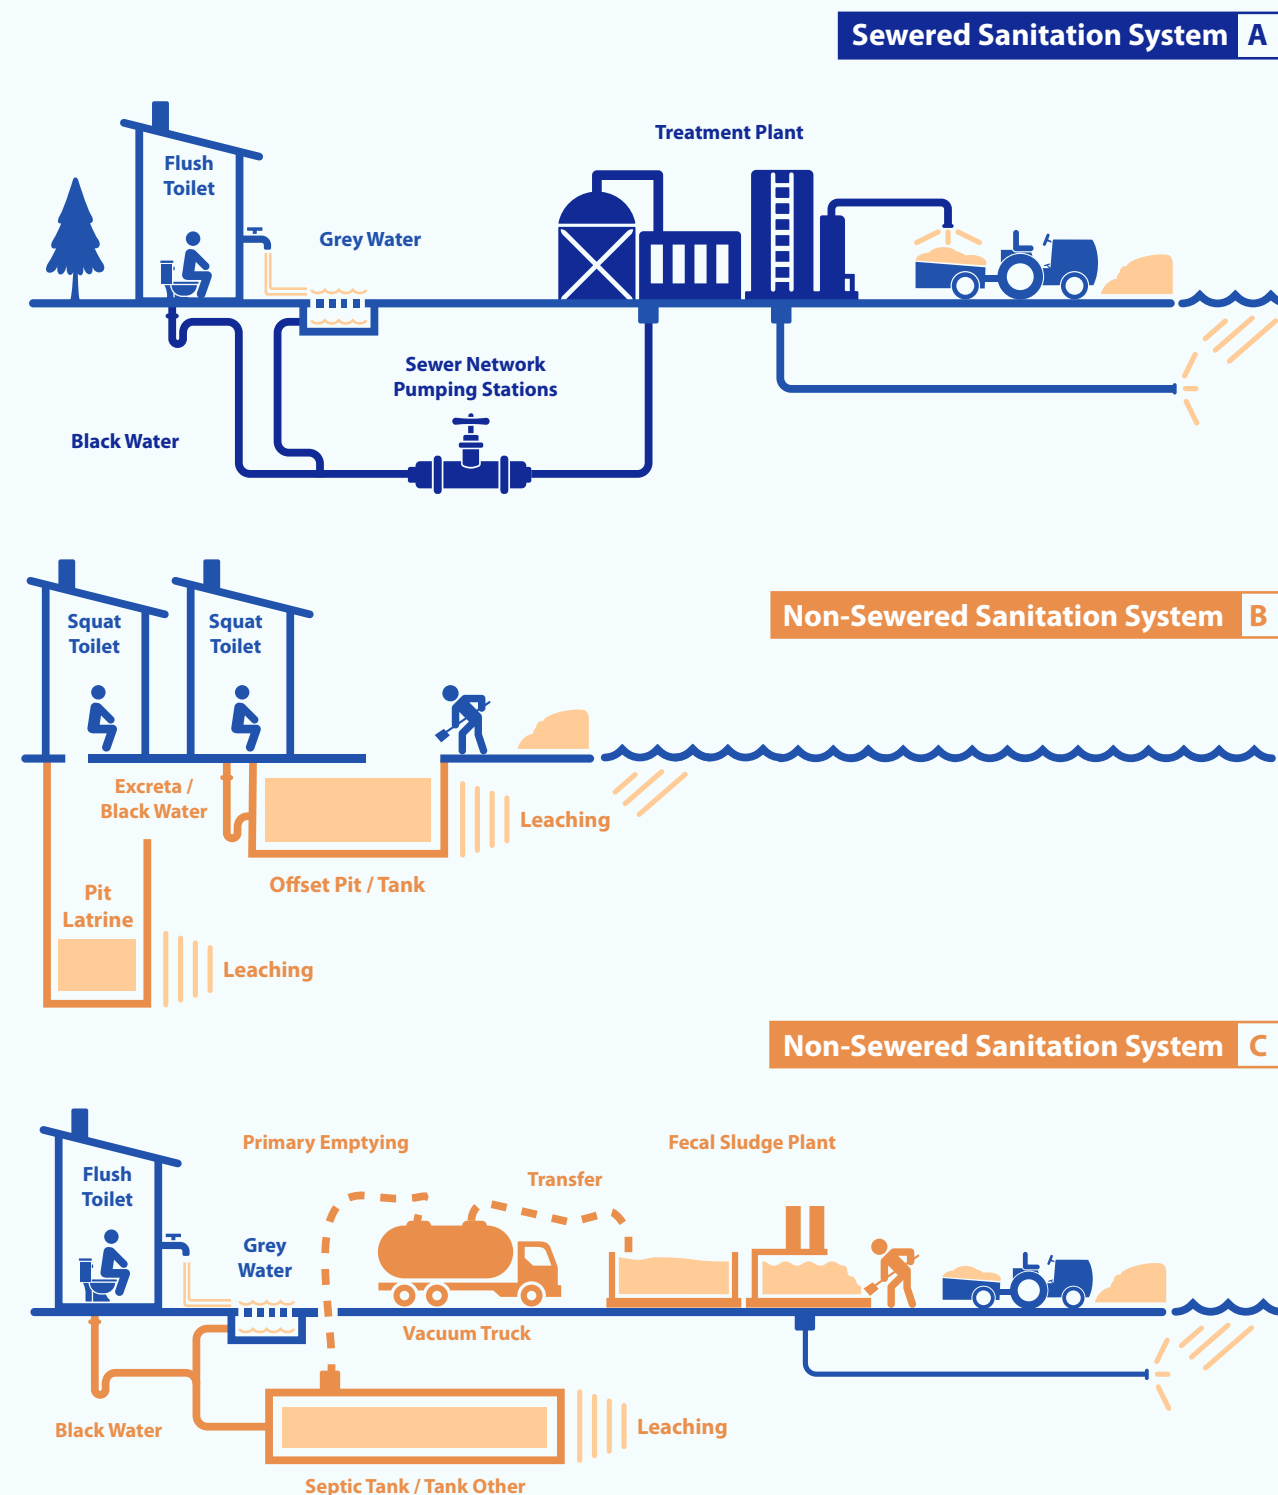 Sewered Sanitation System A
Treatment Plant
Flush
Toilet
Grey Water
Sewer Network
Pumping Stations
Black Water
Non-Sewered Sanitation System B
Squat
Toilet
Squat
Toilet
Excreta /
Black Water
Leaching
Offset Pit / Tank
Pit
Latrine
Leaching
Non-Sewered Sanitation System C
Primary Emptying
Fecal Sludge Plant
Flush
Toilet
Transfer
Grey
Water
Vacuum Truck
Black Water
Leaching
Septic Tank / Tank Other